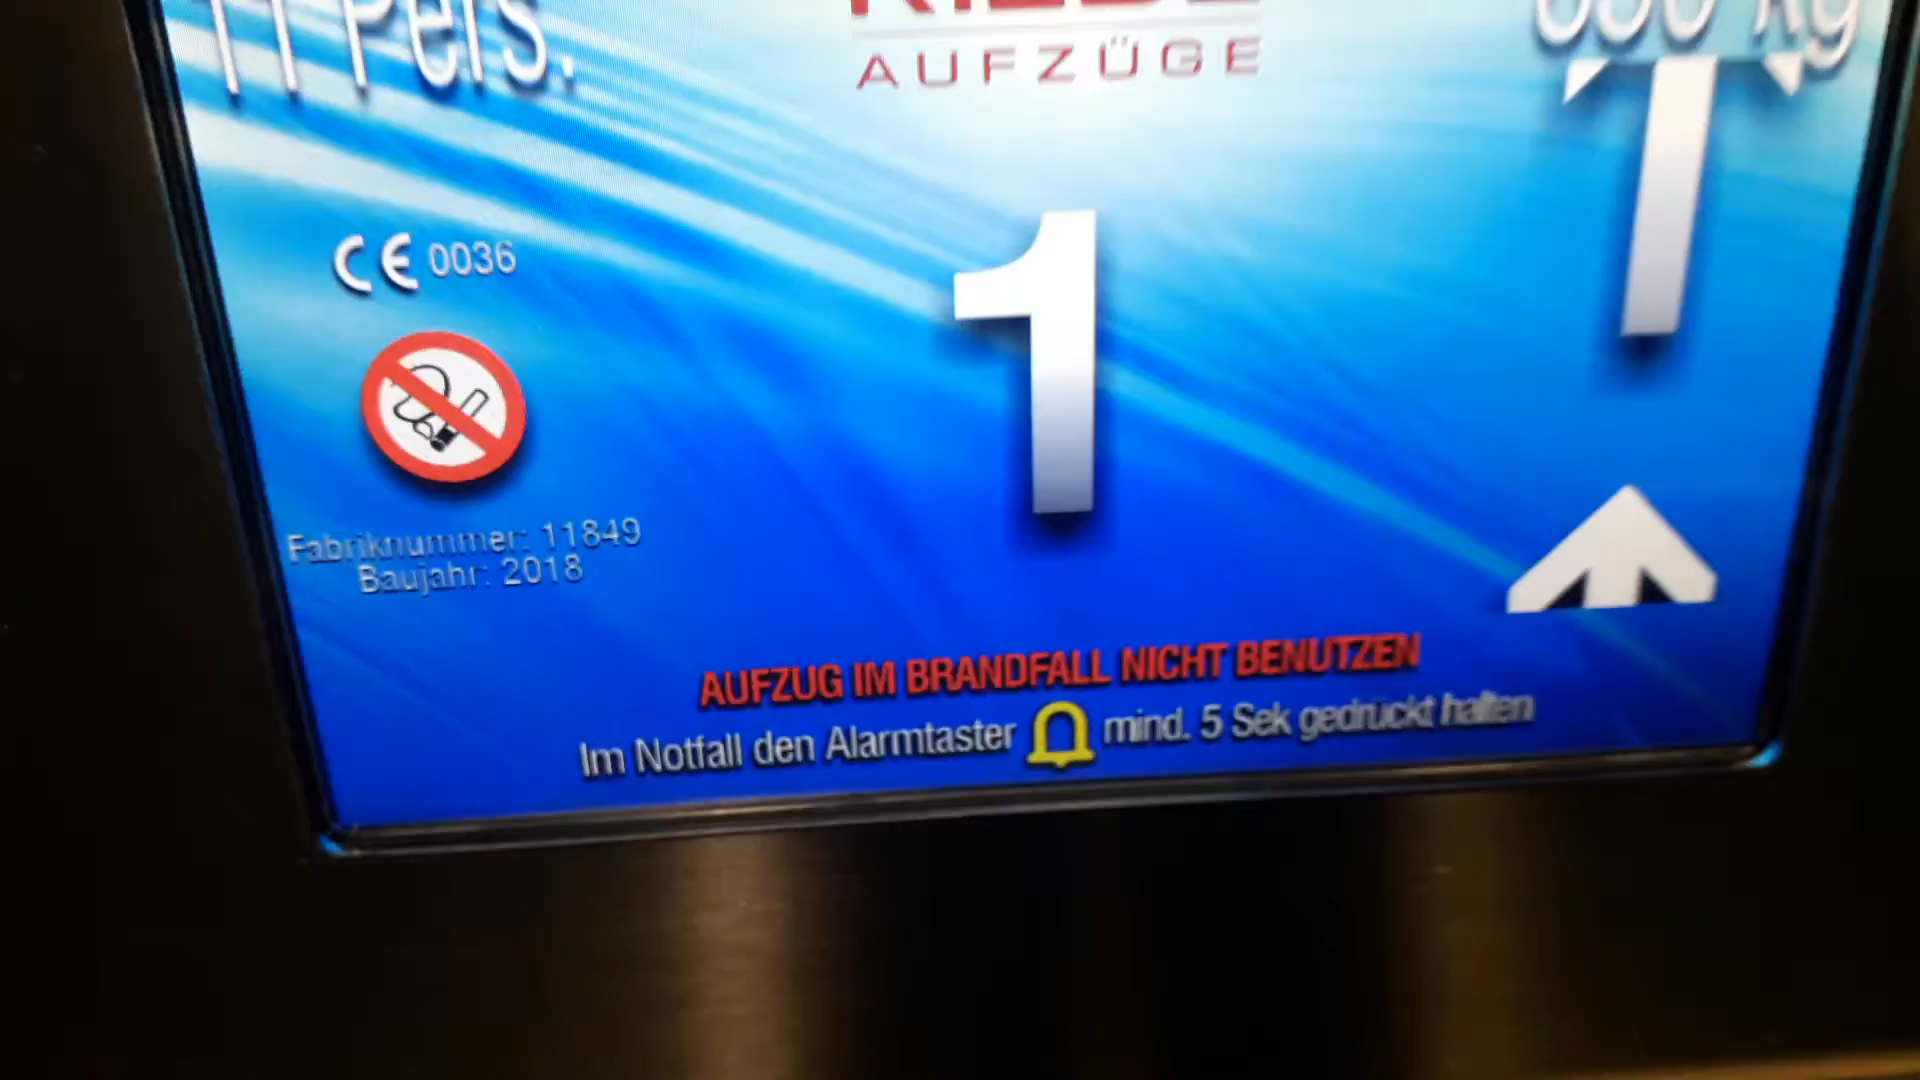 11 Pers.
AUFZÜGE
kg
CE 0036
1
Fabriknummer: 11849
Baujahr: 2018
AUFZUG IM BRANDFALL NICHT BENUTZEN
Im Notfall den Alarmtaster mind. 5 Sek gedrückt halten